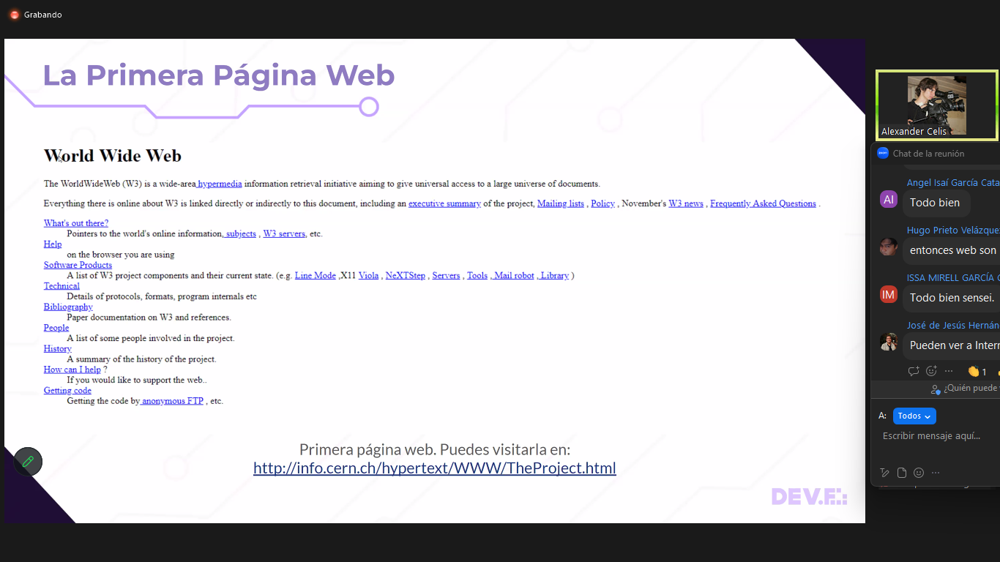 Grabando
La Primera Página Web
World Wide Web
The WorldWideWeb (W3) is a wide-area hypermedia information retrieval initiative aiming to give universal access to a large universe of documents.
Everything there is online about W3 is linked directly or indirectly to this document, including an executive summary of the project, Mailing lists , Policy , November's W3 news , Frequently Asked Questions .
What's out there?
Pointers to the world's online information, subjects , W3 servers, etc.
Help
on the browser you are using
Software Products
A list of W3 project components and their current state. (e.g. Line Mode ,X11 Viola , NeXTStep , Servers , Tools , Mail robot , Library )
Technical
Details of protocols, formats, program internals etc
Bibliography
Paper documentation on W3 and references.
People
A list of some people involved in the project.
History
A summary of the history of the project.
How can I help ?
If you would like to support the web..
Getting code
Getting the code by anonymous FTP , etc.
Primera página web. Puedes visitarla en:
http://info.cern.ch/hypertext/WWW/TheProject.html
DEV.F
Alexander Celis
zoom
Chat de la reunión
Angel Isaí García Cata
AI
Todo bien
Hugo Prieto Velázquez
entonces web son
ISSA MIRELL GARCÍA
IM
Todo bien sensei.
José de Jesús Hernán
Pueden ver a Inter
1
¿Quién puede
A: Todos
Escribir mensaje aquí...